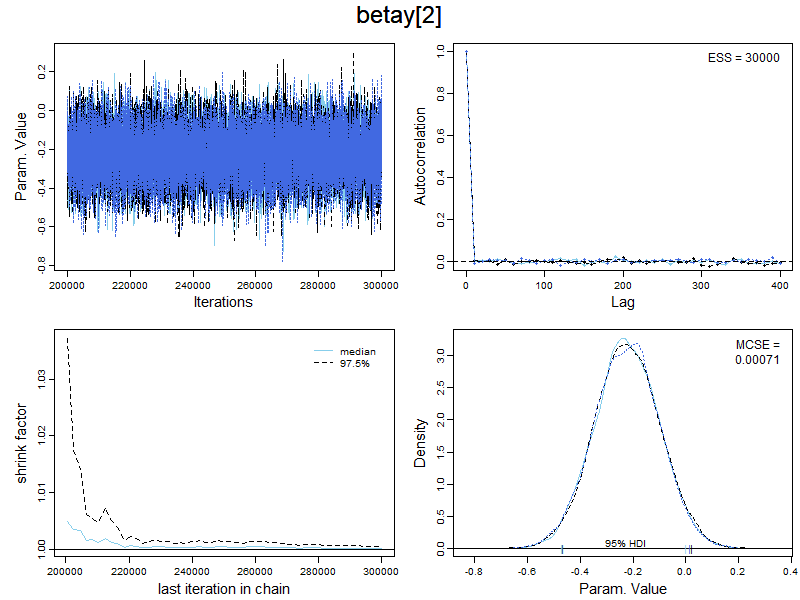 betay[2]
Param. Value
0.2
0.0
-0.2
-0.4
-0.6
-0.8
200000 220000 240000 260000 280000 300000
Iterations
ESS = 30000
Autocorrelation
1.0
0.8
0.6
0.4
0.2
0.0
0 100 200 300 400
Lag
median
97.5%
shrink factor
1.03
1.02
1.01
1.00
200000 220000 240000 260000 280000 300000
last iteration in chain
MCSE =
0.00071
Density
3.0
2.5
2.0
1.5
1.0
0.5
0.0
95% HDI
-0.8 -0.6 -0.4 -0.2 0.0 0.2 0.4
Param. Value